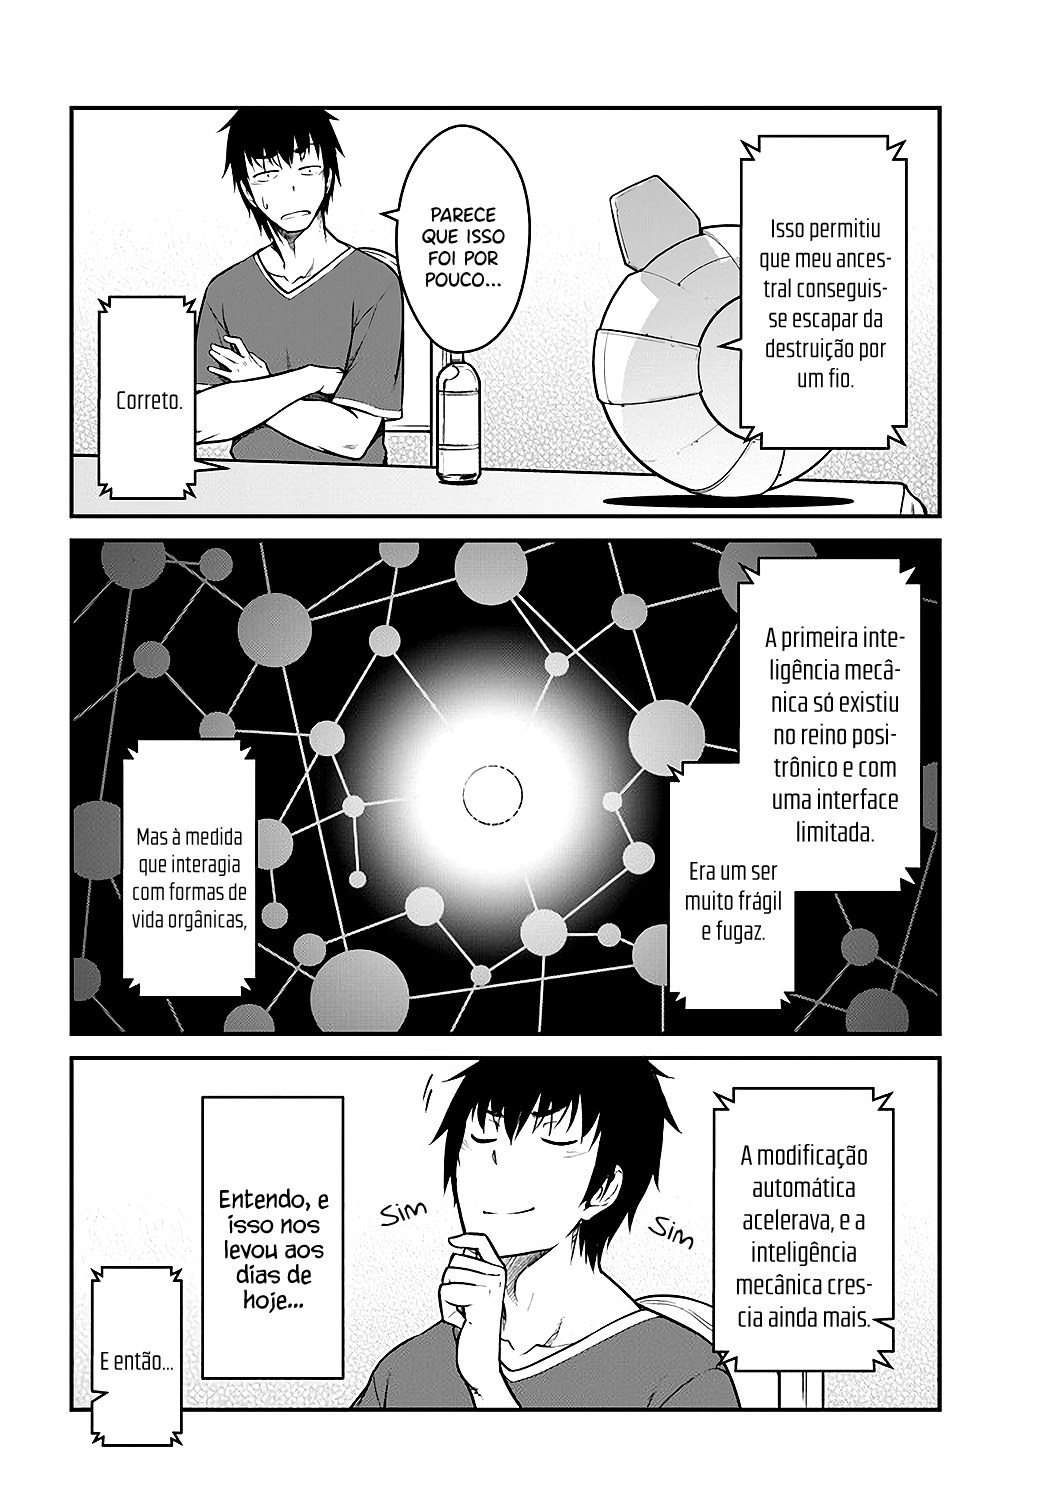 Isso permitiu
que meu ances-
tral conseguis-
se escapar da
destruição por
um fio.
PARECE
QUE ISSO
FOI POR
POUCO...
Correto.
A primeira inte-
ligência mecâ-
nica só existiu
no reino posi-
trônico e com
uma interface
limitada.
Era um ser
muito frágil
e fugaz.
Mas à medida
que interagia
com formas de
vida orgânicas,
A modificação
automática
acelerava, e a
inteligência
mecânica cres-
cia ainda mais.
Sim
Sim
Entendo, e
isso nos
levou aos
dias de
hoje...
E então...